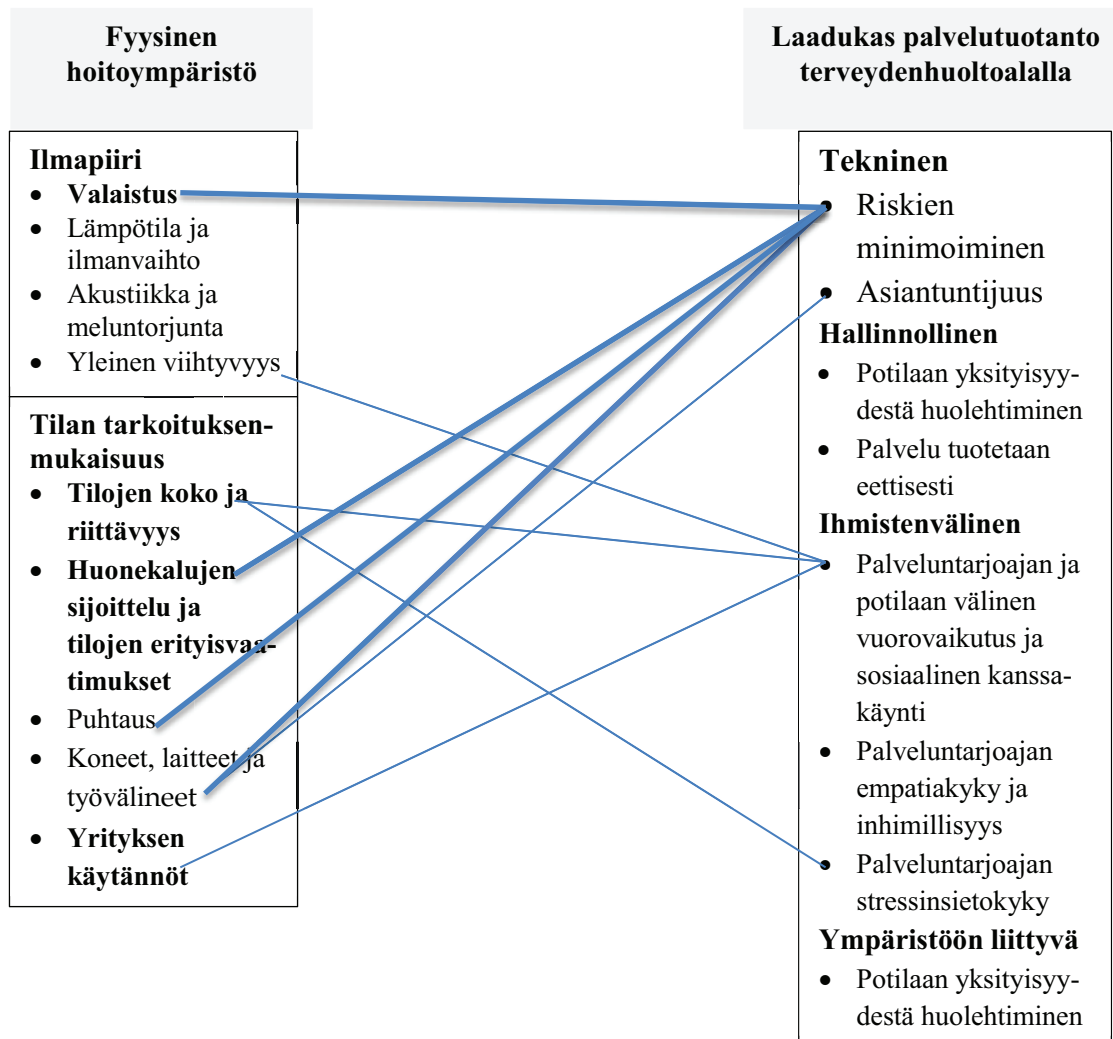 Fyysinen
hoitoympäristö
Ilmapiiri
• Valaistus
• Lämpötila ja
ilmanvaihto
• Akustiikka ja
meluntorjunta
• Yleinen viihtyvyys
Tilan tarkoituksen-
mukaisuus
• Tilojen koko ja
riittävyys
• Huonekalujen
sijoittelu ja
tilojen erityisvaa-
timukset
• Puhtaus
• Koneet, laitteet ja
työvälineet
• Yrityksen
käytännöt
Laadukas palvelutuotanto
terveydenhuoltoalalla
Tekninen
• Riskien
minimoiminen
• Asiantuntijuus
Hallinnollinen
• Potilaan yksityisyy-
destä huolehtiminen
• Palvelu tuotetaan
eettisesti
Ihmistenvälinen
• Palveluntarjoajan ja
potilaan välinen
vuorovaikutus ja
sosiaalinen kanssa-
käynti
• Palveluntarjoajan
empatiakyky ja
inhimillisyys
• Palveluntarjoajan
stressinsietokyky
Ympäristöön liittyvä
• Potilaan yksityisyy-
destä huolehtiminen